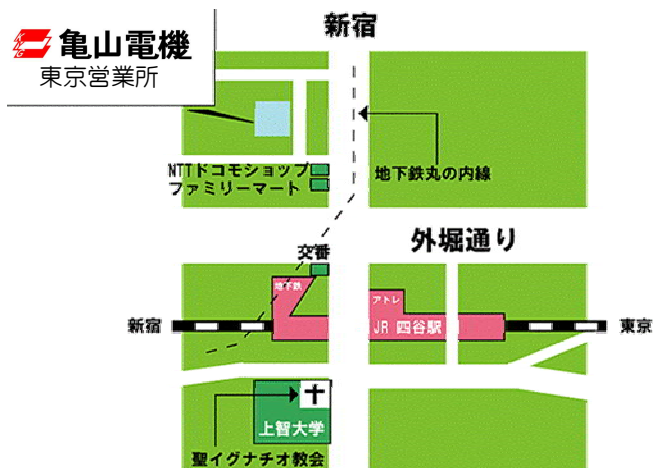 亀山電機
東京営業所
新宿
地下鉄丸の内線
NTTドコモショップ
ファミリーマート
外堀通り
交番
地下鉄
アトレ
新宿
JR 四谷駅
東京
上智大学
聖イグナチオ教会